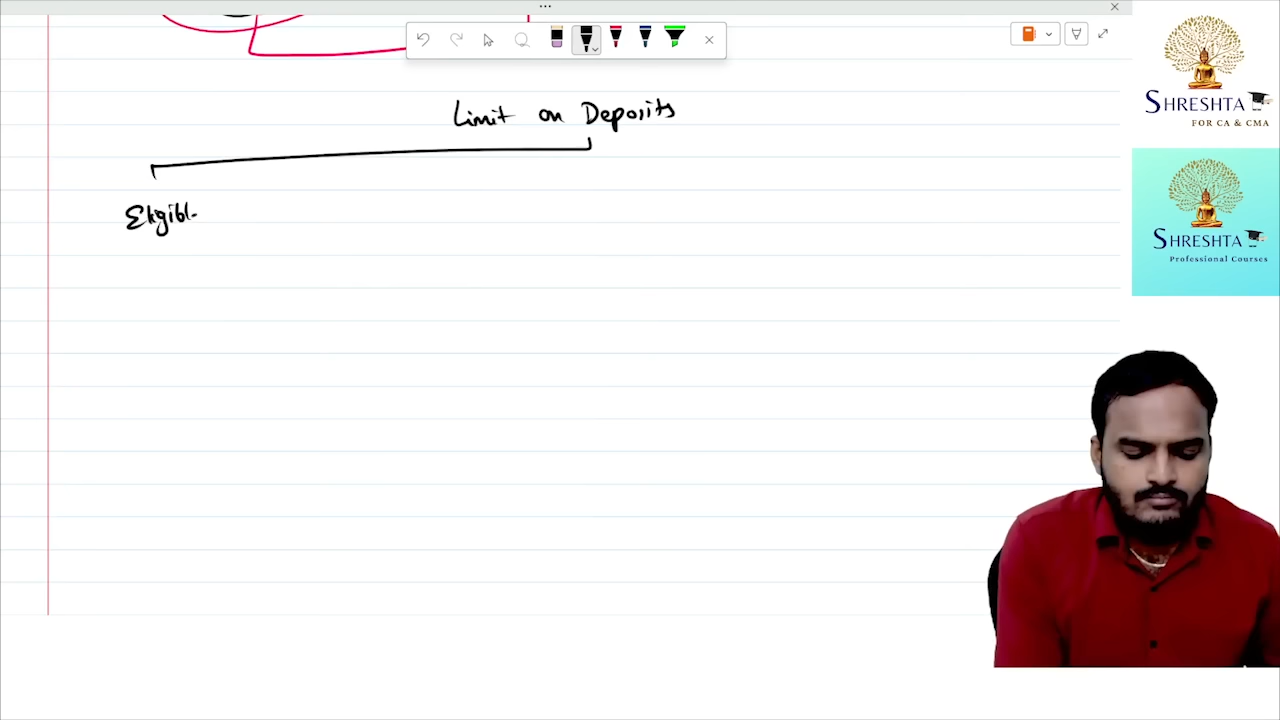 Limit on Deposits
Eligibl
SHRESHTA
FOR CA & CMA
SHRESHTA
Professional Courses